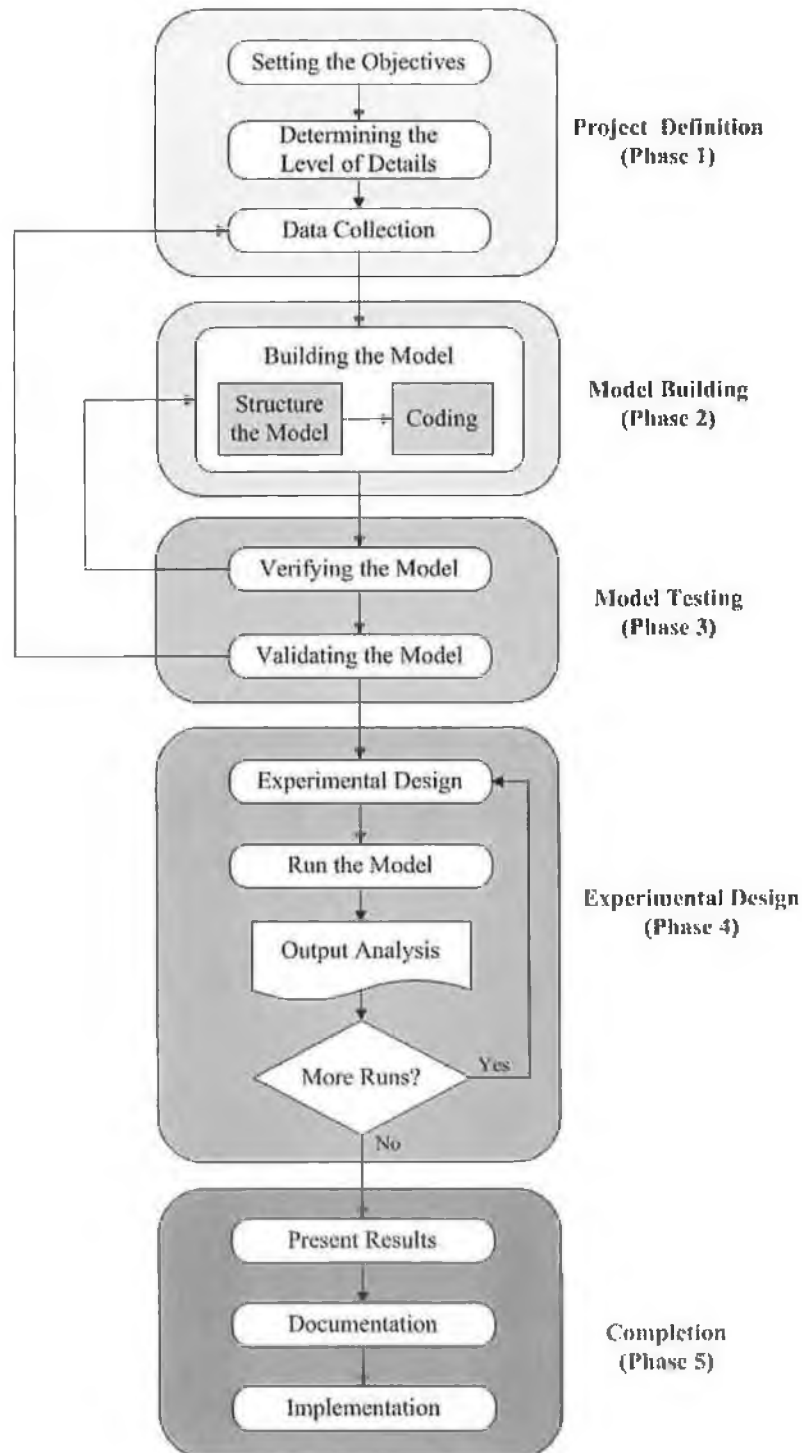 Setting the Objectives
Determining the
Level of Details
Data Collection
Project Definition
(Phase 1)
Building the Model
Structure
the Model
Coding
Model Building
(Phase 2)
Verifying the Model
Validating the Model
Model Testing
(Phase 3)
Experimental Design
Run the Model
Output Analysis
More Runs?
Yes
No
Experimental Design
(Phase 4)
Present Results
Documentation
Implementation
Completion
(Phase 5)